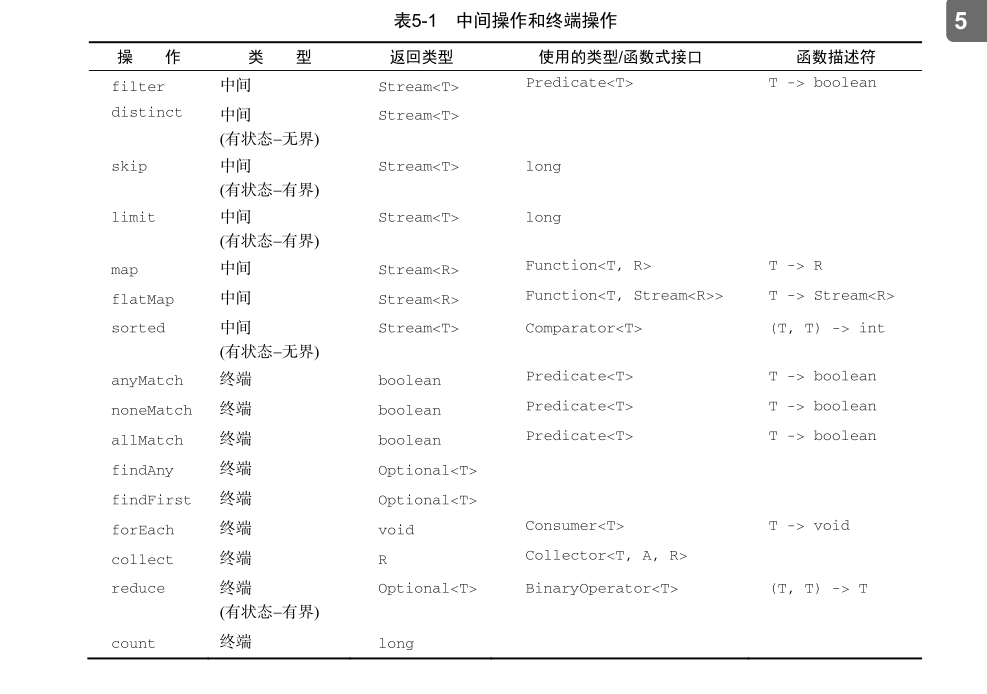 表5-1 中间操作和终端操作
5
操 作 类 型 返回类型 使用的类型/函数式接口 函数描述符
filter 中间 Stream<T> Predicate<T> T -> boolean
distinct 中间 Stream<T>
(有状态–无界)
skip 中间 Stream<T> long
(有状态–有界)
limit 中间 Stream<T> long
(有状态–有界)
map 中间 Stream<R> Function<T, R> T -> R
flatMap 中间 Stream<R> Function<T, Stream<R>> T -> Stream<R>
sorted 中间 Stream<T> Comparator<T> (T, T) -> int
(有状态–无界)
anyMatch 终端 boolean Predicate<T> T -> boolean
noneMatch 终端 boolean Predicate<T> T -> boolean
allMatch 终端 boolean Predicate<T> T -> boolean
findAny 终端 Optional<T>
findFirst 终端 Optional<T>
forEach 终端 void Consumer<T> T -> void
collect 终端 R Collector<T, A, R>
reduce 终端 Optional<T> BinaryOperator<T> (T, T) -> T
(有状态–有界)
count 终端 long